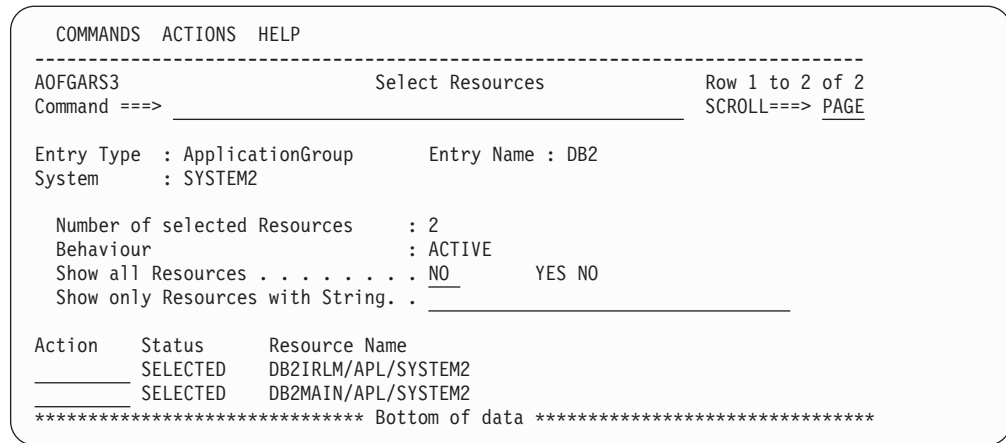 COMMANDS ACTIONS HELP
-------------------------------------------------------------------------------
AOFGARS3 Select Resources Row 1 to 2 of 2
Command ===> SCROLL===> PAGE
Entry Type : ApplicationGroup Entry Name : DB2
System : SYSTEM2
Number of selected Resources : 2
Behaviour : ACTIVE
Show all Resources . . . . . . . . NO YES NO
Show only Resources with String. .
Action Status Resource Name
SELECTED DB2IRLM/APL/SYSTEM2
SELECTED DB2MAIN/APL/SYSTEM2
******************************* Bottom of data ********************************